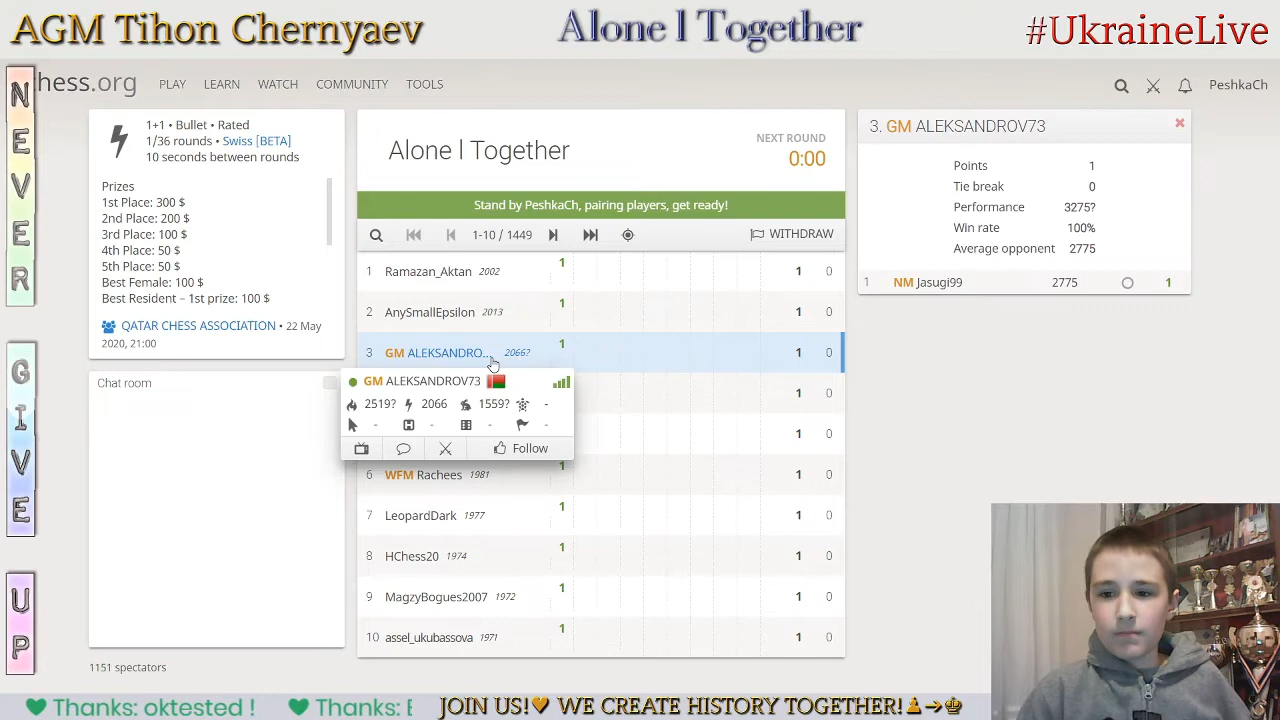 AGM Tihon Chernyaev
Alone l Together
#UkraineLive
NEVER
GIVE
UP
hess.org
PLAY
LEARN
WATCH
COMMUNITY
TOOLS
PeshkaCh
1+1 • Bullet • Rated
1/36 rounds • Swiss [BETA]
10 seconds between rounds
Prizes
1st Place: 300 $
2nd Place: 200 $
3rd Place: 100 $
4th Place: 50 $
5th Place: 50 $
Best Female: 100 $
Best Resident – 1st prize: 100 $
QATAR CHESS ASSOCIATION • 22 May
2020, 21:00
Chat room
1151 spectators
Alone l Together
NEXT ROUND
0:00
Stand by PeshkaCh, pairing players, get ready!
1-10 / 1449
WITHDRAW
1 Ramazan_Aktan 2002 1 1 0
2 AnySmallEpsilon 2013 1 1 0
3 GM ALEKSANDRO... 2066? 1 1 0
GM ALEKSANDROV73
2519? 2066 1559? -
- - - -
Follow
1 0
1 0
6 WFM Rachees 1981 1 1 0
7 LeopardDark 1977 1 1 0
8 HChess20 1974 1 1 0
9 MagzyBogues2007 1972 1 1 0
10 assel_ukubassova 1971 1 1 0
3. GM ALEKSANDROV73
Points 1
Tie break 0
Performance 3275?
Win rate 100%
Average opponent 2775
1 NM Jasugi99 2775 1
Thanks: oktested !
Thanks: E
JOIN US! WE CREATE HISTORY TOGETHER!